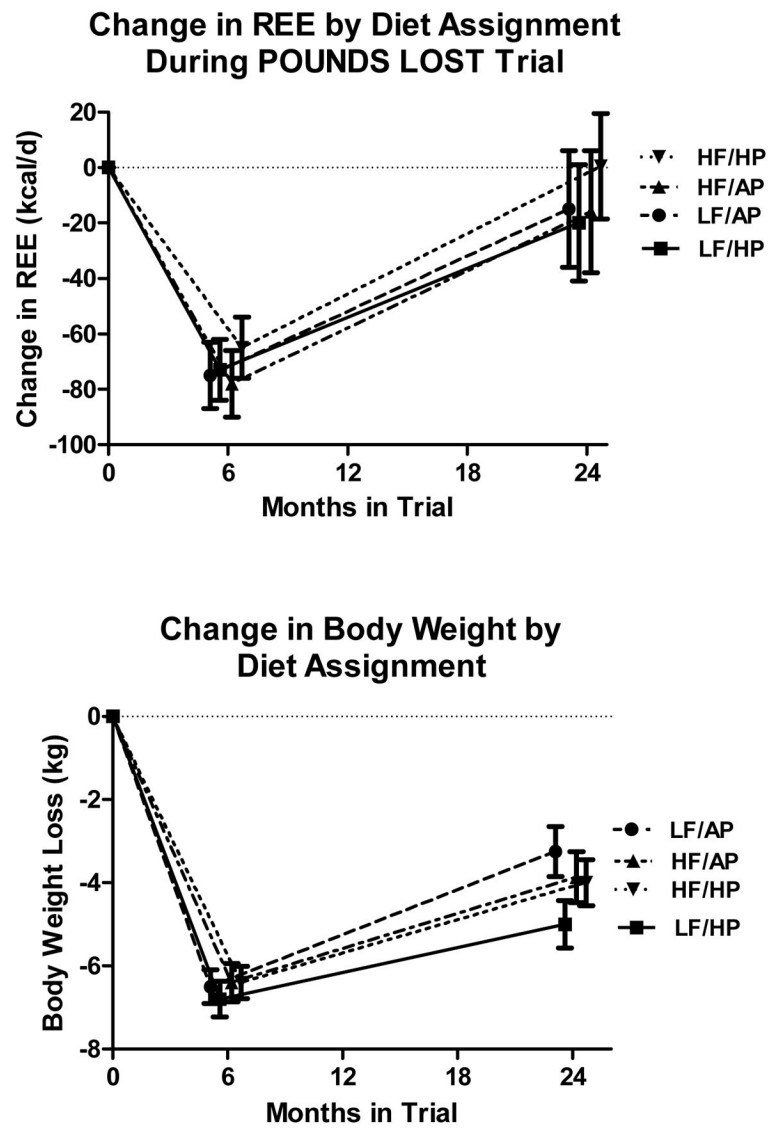 Change in REE by Diet Assignment
During POUNDS LOST Trial
Change in REE (kcal/d)
20
0
-20
-40
-60
-80
-100
0 6 12 18 24
Months in Trial
HF/HP
HF/AP
LF/AP
LF/HP
Change in Body Weight by
Diet Assignment
Body Weight Loss (kg)
0
-2
-4
-6
-8
0 6 12 18 24
Months in Trial
LF/AP
HF/AP
HF/HP
LF/HP